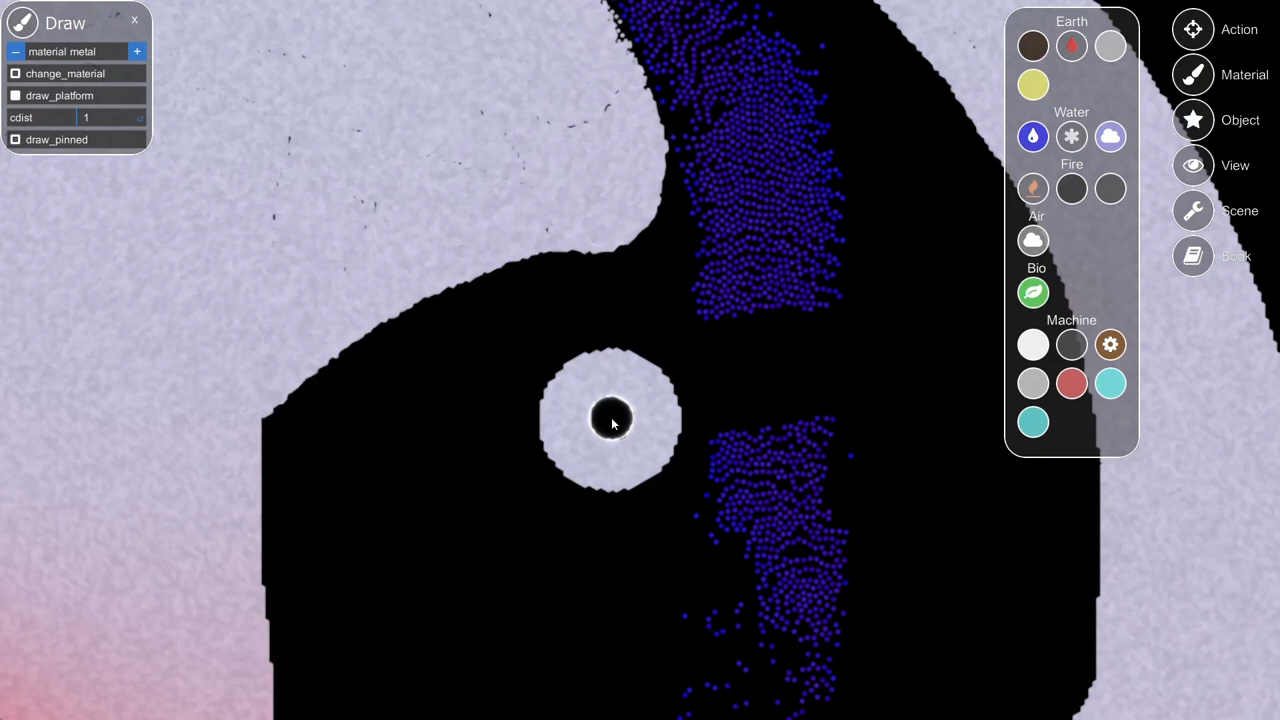 Draw
x
– material metal +
change_material
draw_platform
cdist 1
draw_pinned
Earth
Water
Fire
Air
Bio
Machine
Action
Material
Object
View
Scene
Book